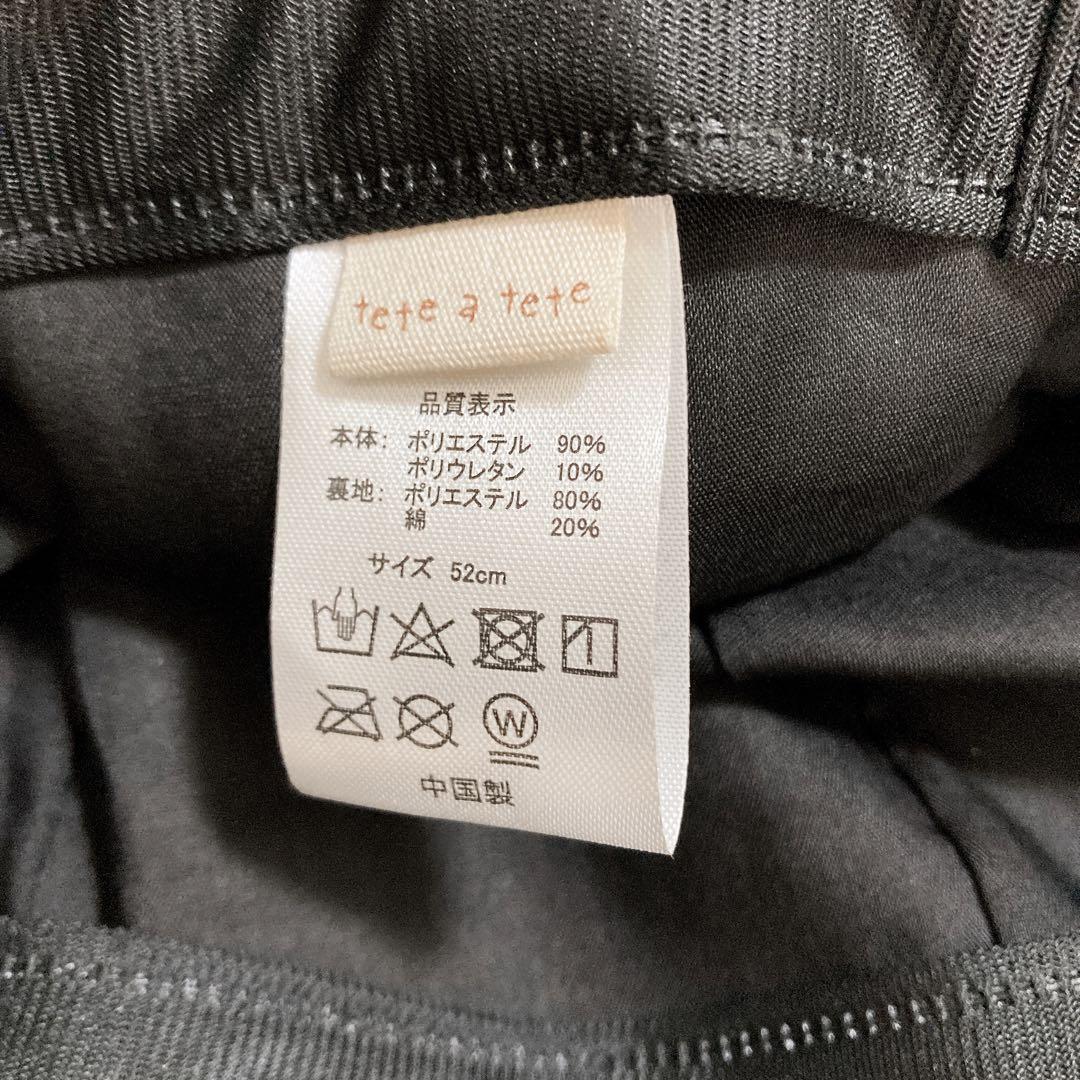 tete a tete
品質表示
本体: ポリエステル 90%
ポリウレタン 10%
裏地: ポリエステル 80%
綿 20%
サイズ 52cm
W
中国製